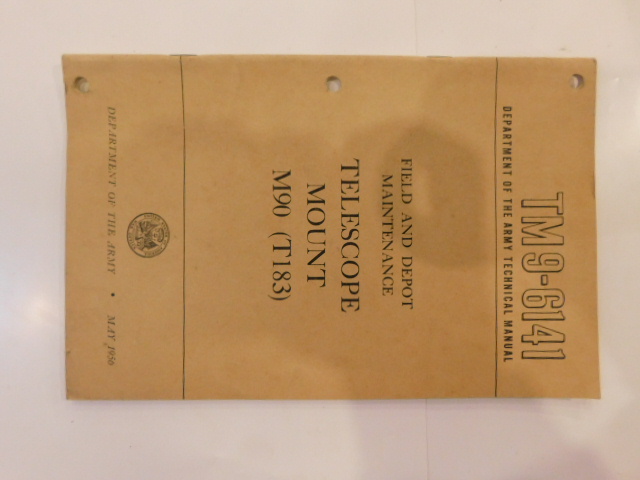 TM 9-6141
DEPARTMENT OF THE ARMY TECHNICAL MANUAL
FIELD AND DEPOT
MAINTENANCE
TELESCOPE
MOUNT
M90 (T183)
DEPARTMENT OF THE ARMY • MAY 1956